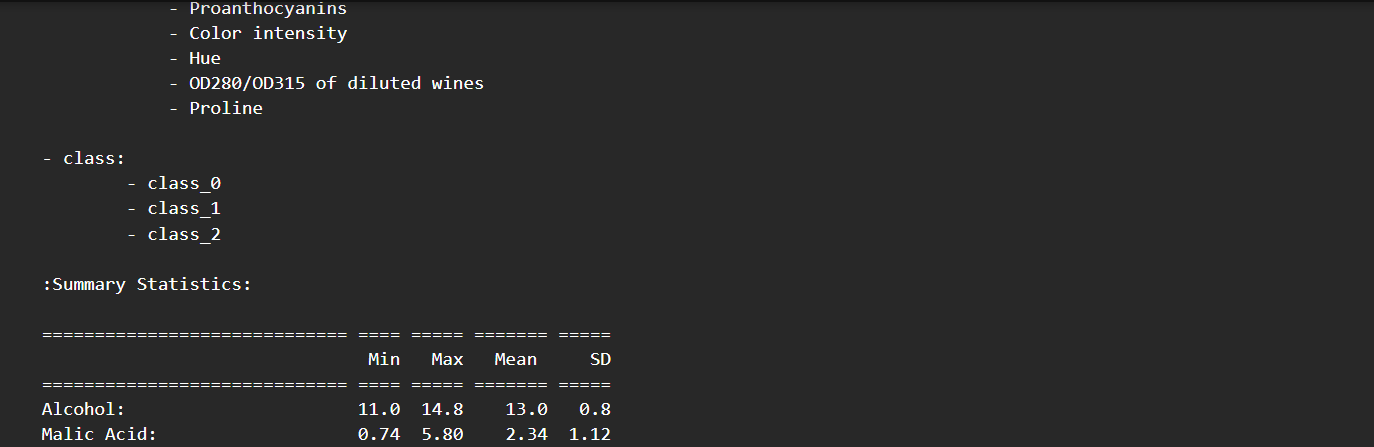 - Proanthocyanins
- Color intensity
- Hue
- OD280/OD315 of diluted wines
- Proline
- class:
- class_0
- class_1
- class_2
:Summary Statistics:
============================= ==== ===== ======= =====
Min Max Mean SD
============================= ==== ===== ======= =====
Alcohol: 11.0 14.8 13.0 0.8
Malic Acid: 0.74 5.80 2.34 1.12